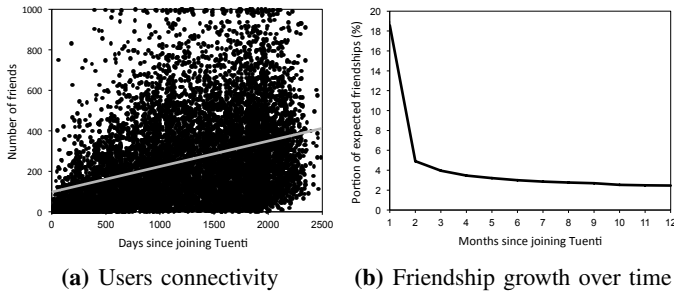 1000
800
600
400
200
0
Number of friends
0 500 1000 1500 2000 2500
Days since joining Tuenti
(a) Users connectivity
20
18
16
14
12
10
8
6
4
2
0
Portion of expected friendships (%)
1 2 3 4 5 6 7 8 9 10 11 12
Months since joining Tuenti
(b) Friendship growth over time